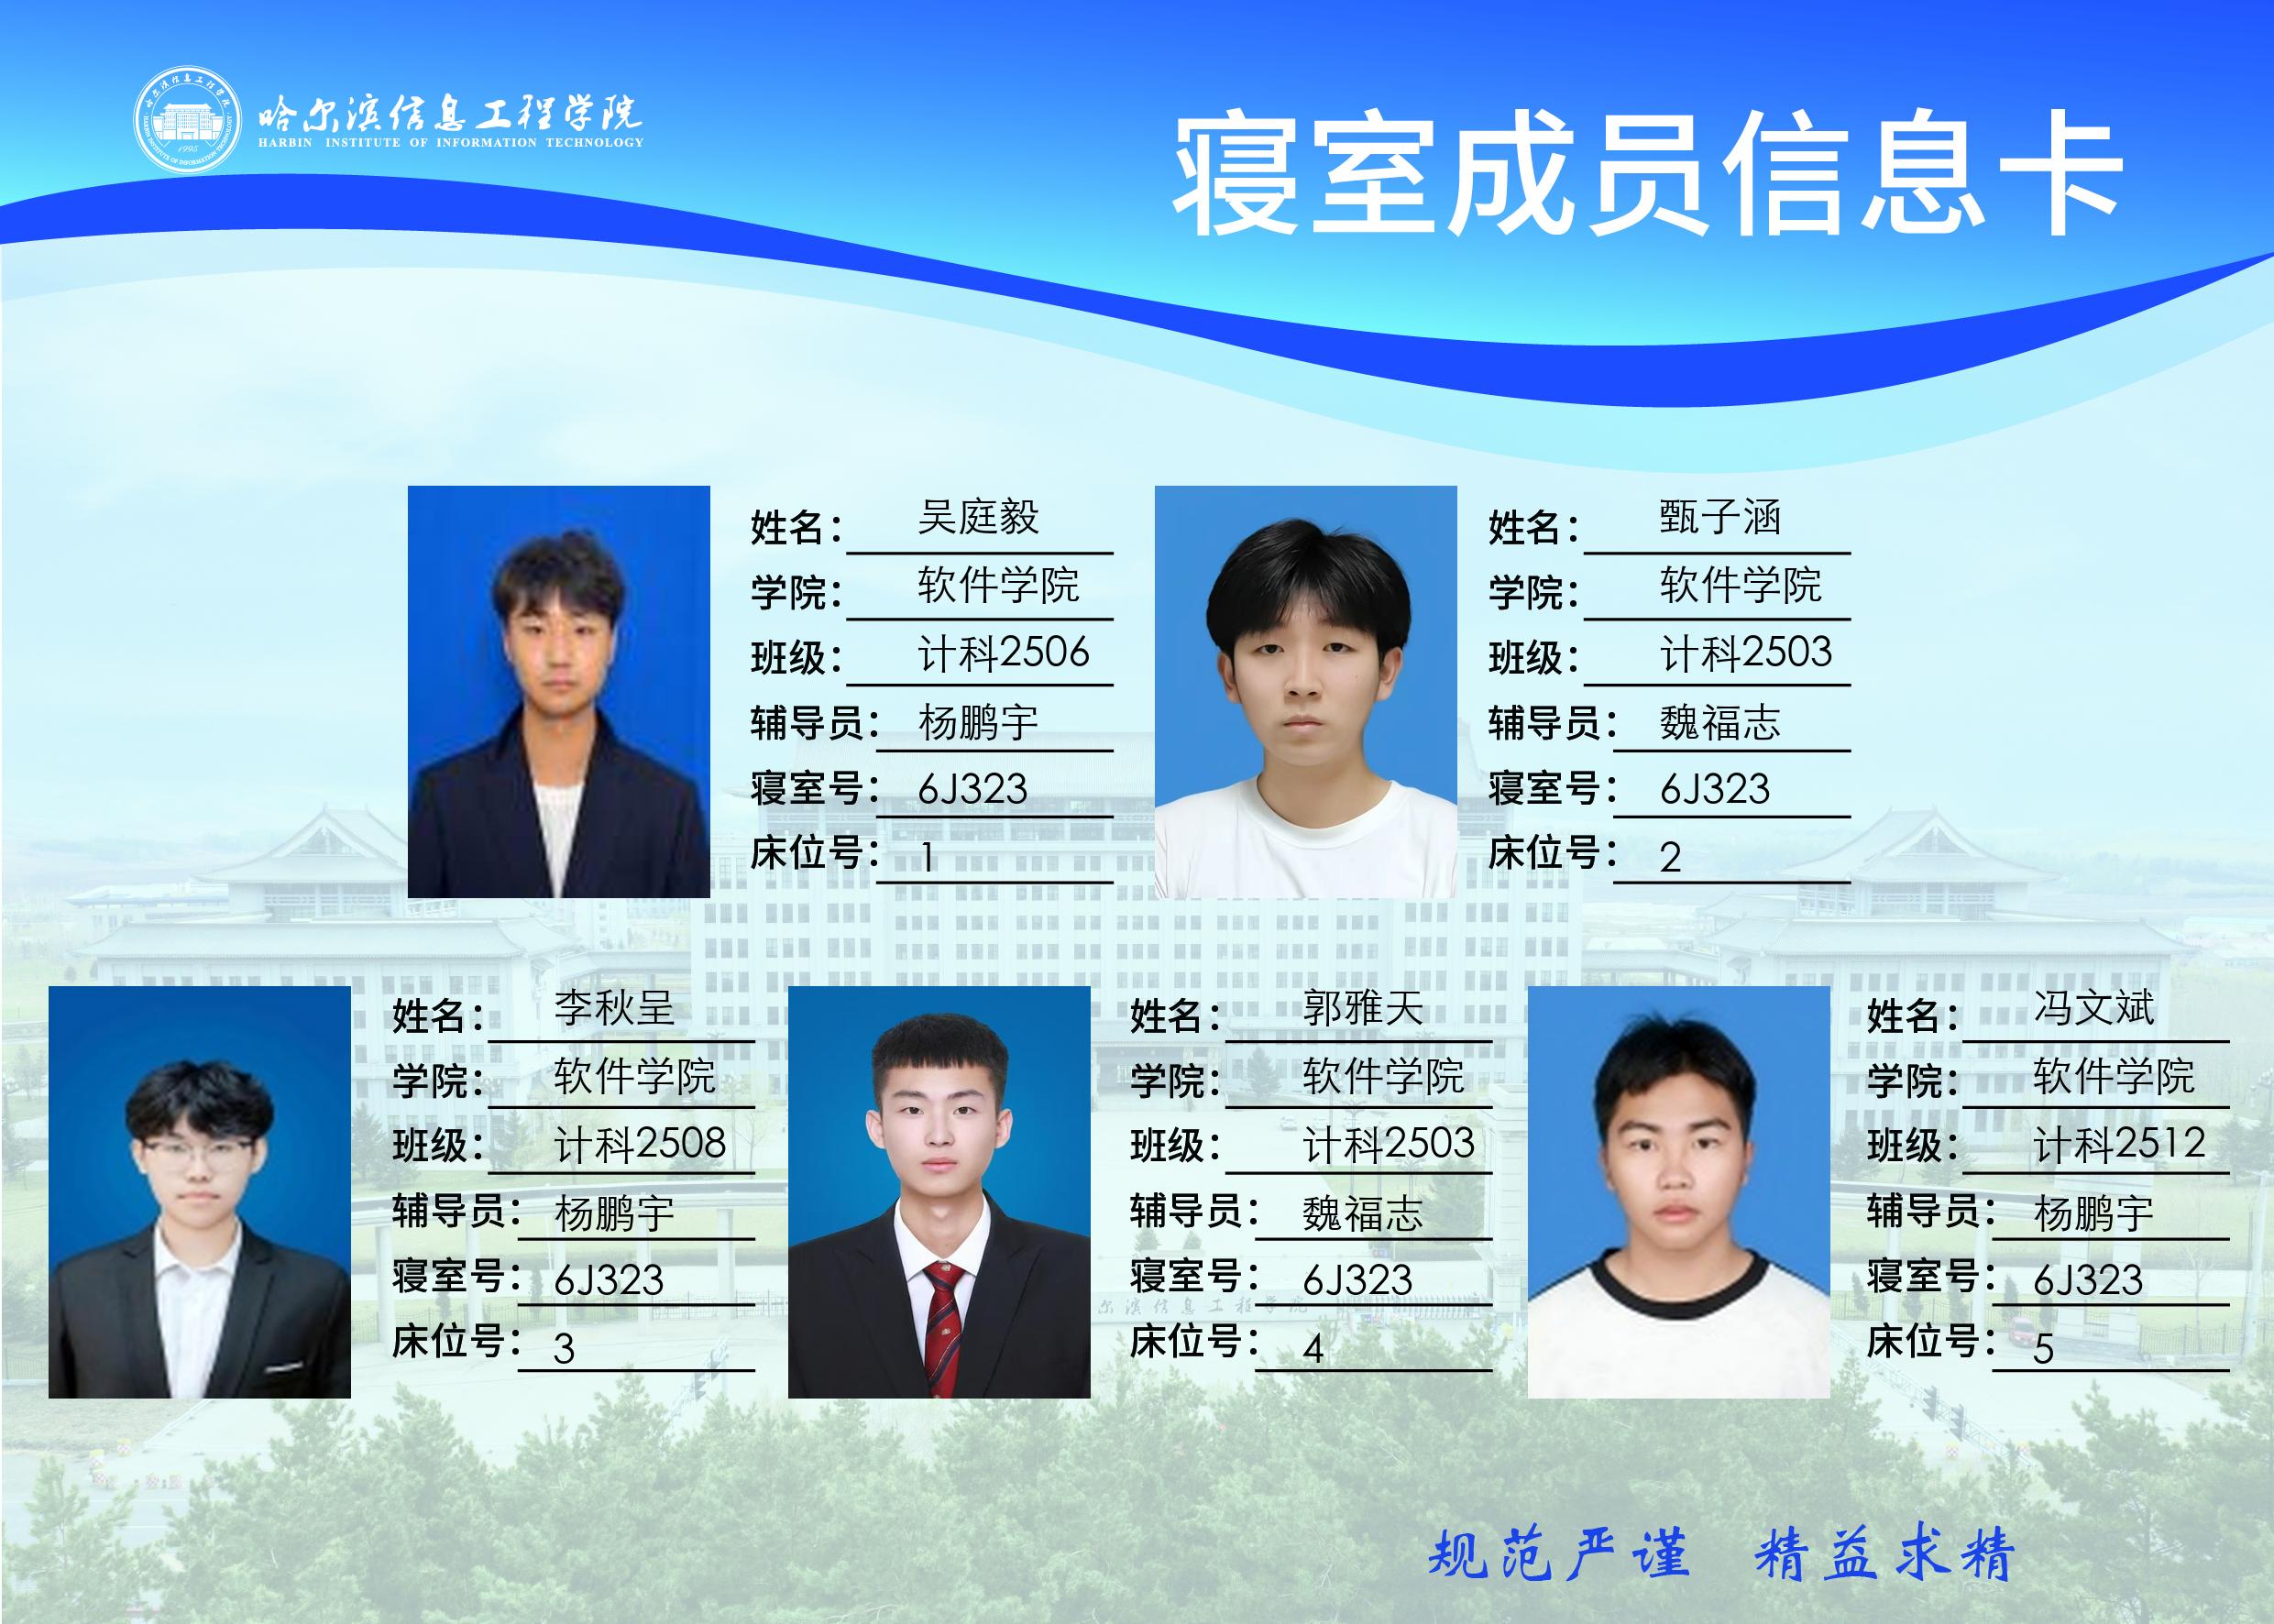 哈尔滨信息工程学院
HARBIN INSTITUTE OF INFORMATION TECHNOLOGY
1995
寝室成员信息卡
姓名：吴庭毅
学院：软件学院
班级：计科2506
辅导员：杨鹏宇
寝室号：6J323
床位号：1
姓名：甄子涵
学院：软件学院
班级：计科2503
辅导员：魏福志
寝室号：6J323
床位号：2
姓名：李秋呈
学院：软件学院
班级：计科2508
辅导员：杨鹏宇
寝室号：6J323
床位号：3
姓名：郭雅天
学院：软件学院
班级：计科2503
辅导员：魏福志
寝室号：6J323
床位号：4
姓名：冯文斌
学院：软件学院
班级：计科2512
辅导员：杨鹏宇
寝室号：6J323
床位号：5
尔滨信息工程学院
规范严谨 精益求精